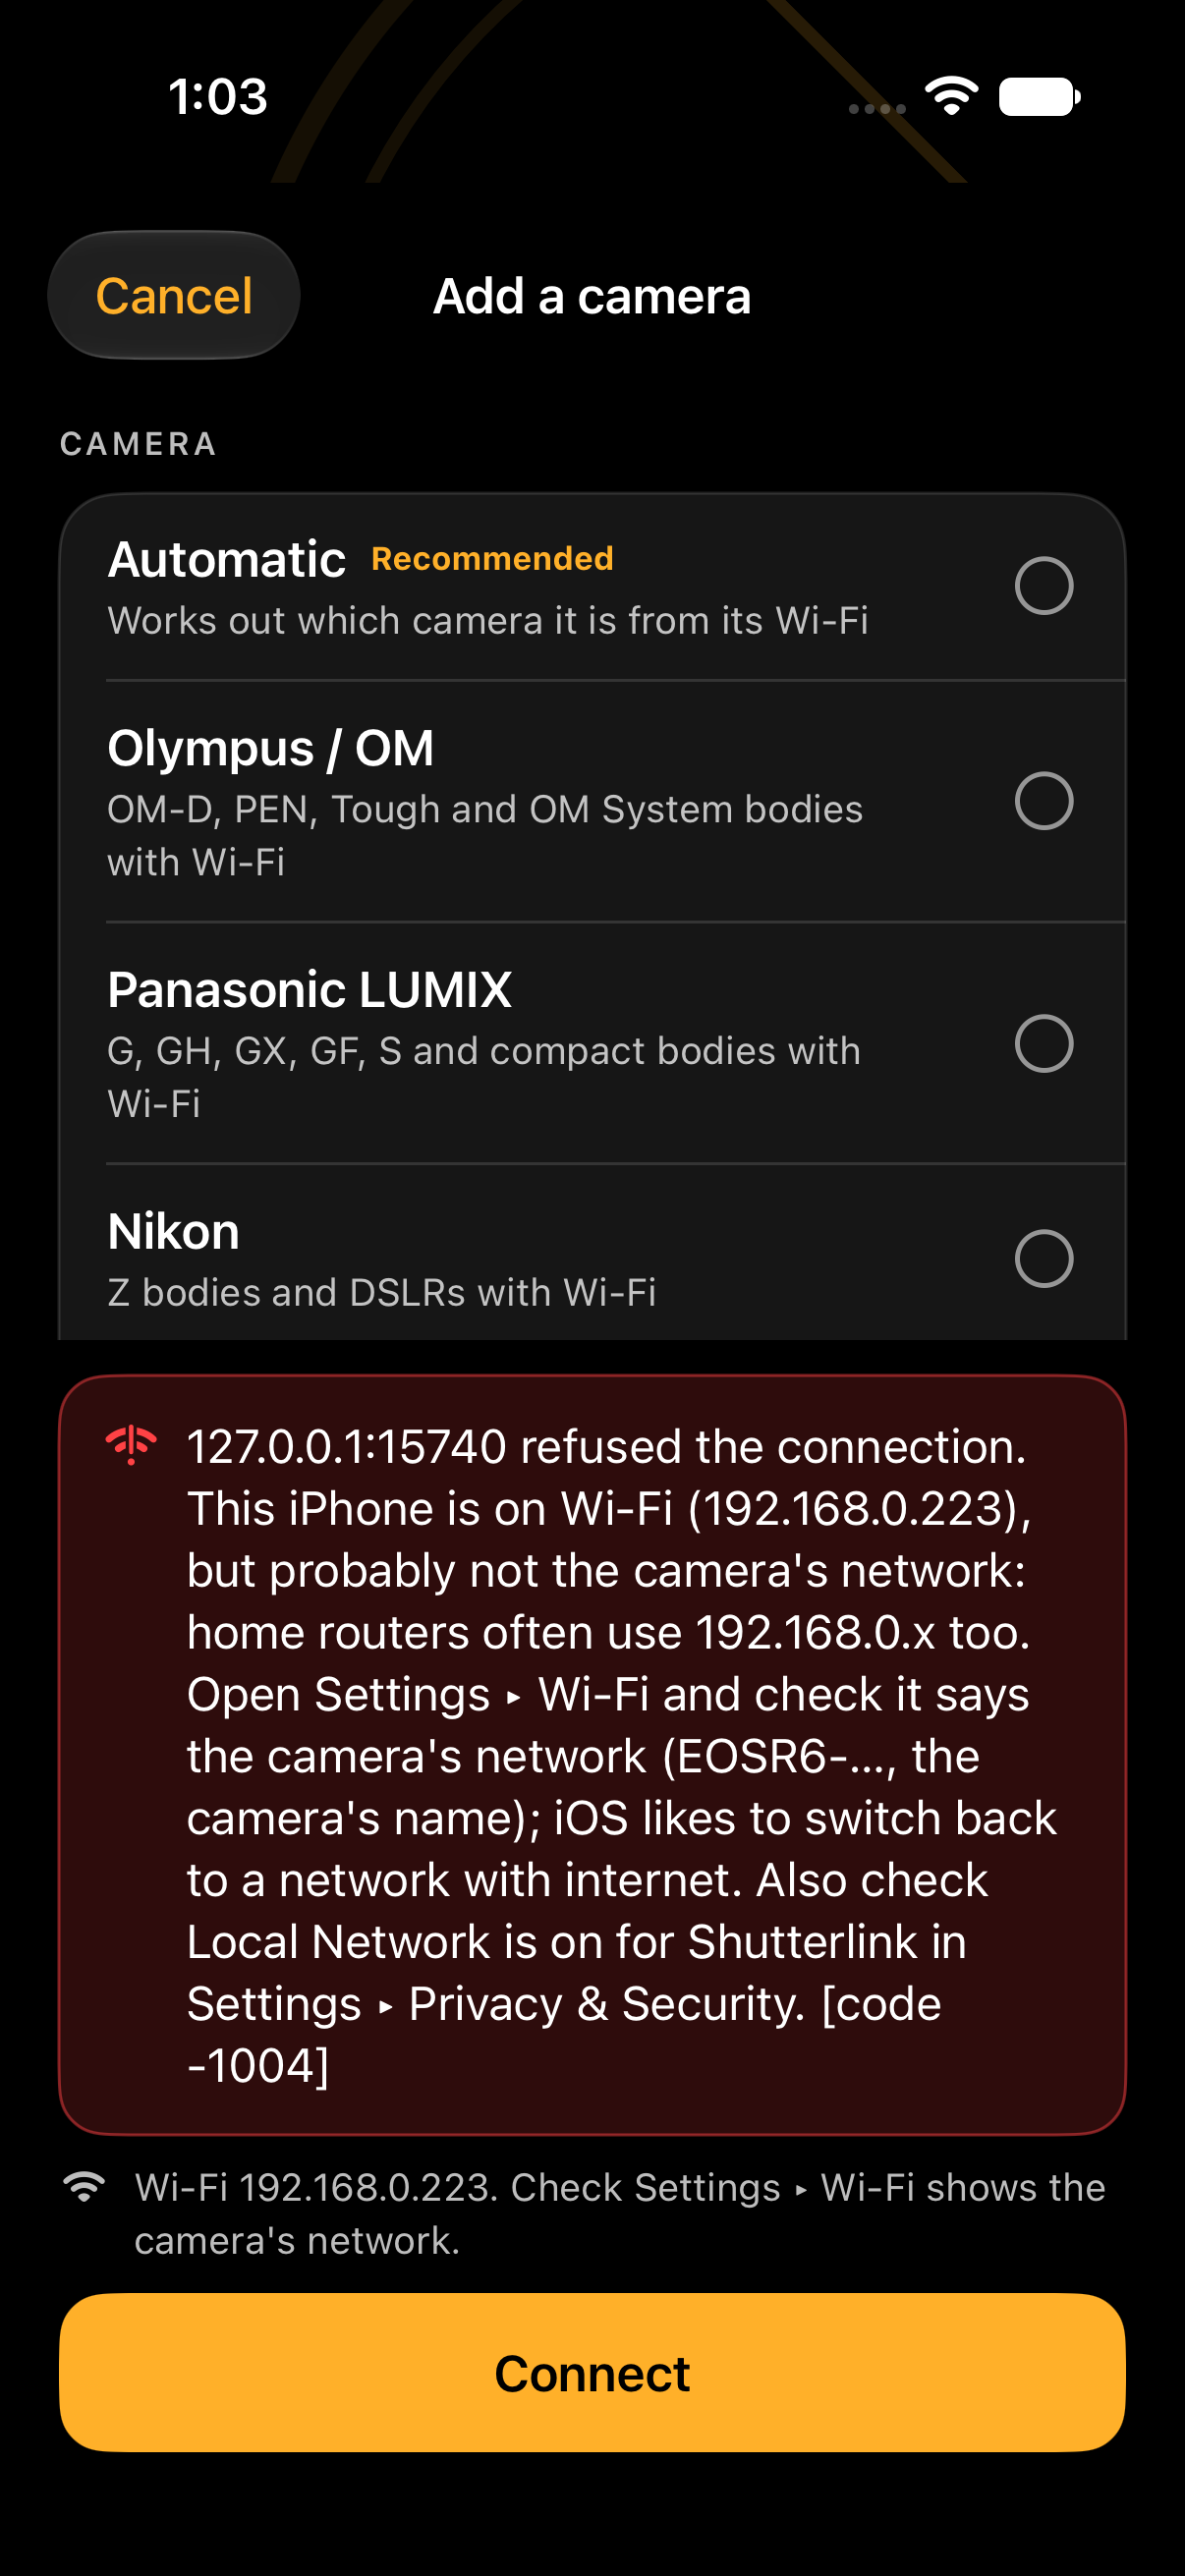 1:03
Cancel
Add a camera
CAMERA
Automatic Recommended
Works out which camera it is from its Wi-Fi
Olympus / OM
OM-D, PEN, Tough and OM System bodies
with Wi-Fi
Panasonic LUMIX
G, GH, GX, GF, S and compact bodies with
Wi-Fi
Nikon
Z bodies and DSLRs with Wi-Fi
127.0.0.1:15740 refused the connection.
This iPhone is on Wi-Fi (192.168.0.223),
but probably not the camera's network:
home routers often use 192.168.0.x too.
Open Settings ▸ Wi-Fi and check it says
the camera's network (EOSR6-..., the
camera's name); iOS likes to switch back
to a network with internet. Also check
Local Network is on for Shutterlink in
Settings ▸ Privacy & Security. [code
-1004]
Wi-Fi 192.168.0.223. Check Settings ▸ Wi-Fi shows the
camera's network.
Connect